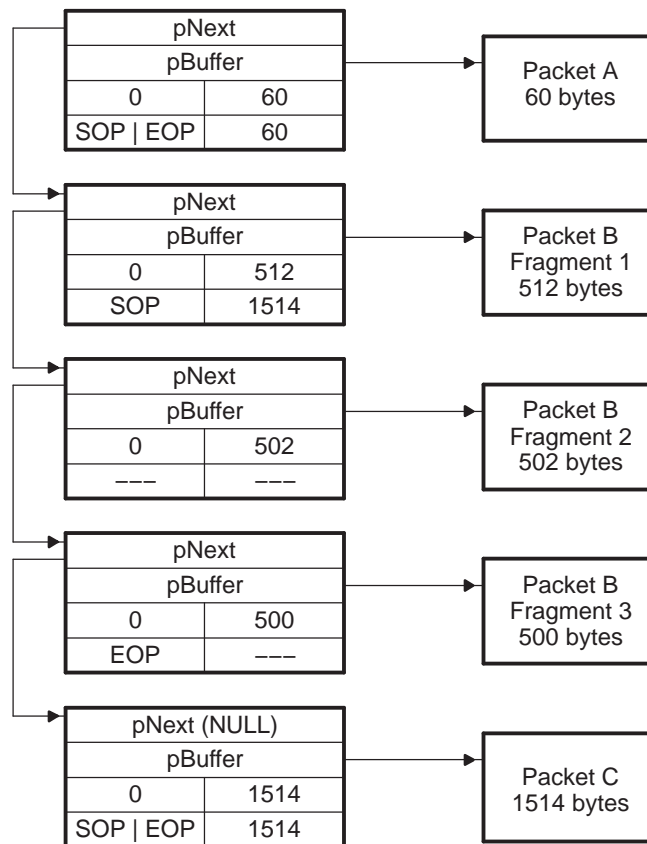 pNext
pBuffer
0 60
SOP | EOP 60
Packet A
60 bytes
pNext
pBuffer
0 512
SOP 1514
Packet B
Fragment 1
512 bytes
pNext
pBuffer
0 502
––– –––
Packet B
Fragment 2
502 bytes
pNext
pBuffer
0 500
EOP –––
Packet B
Fragment 3
500 bytes
pNext (NULL)
pBuffer
0 1514
SOP | EOP 1514
Packet C
1514 bytes